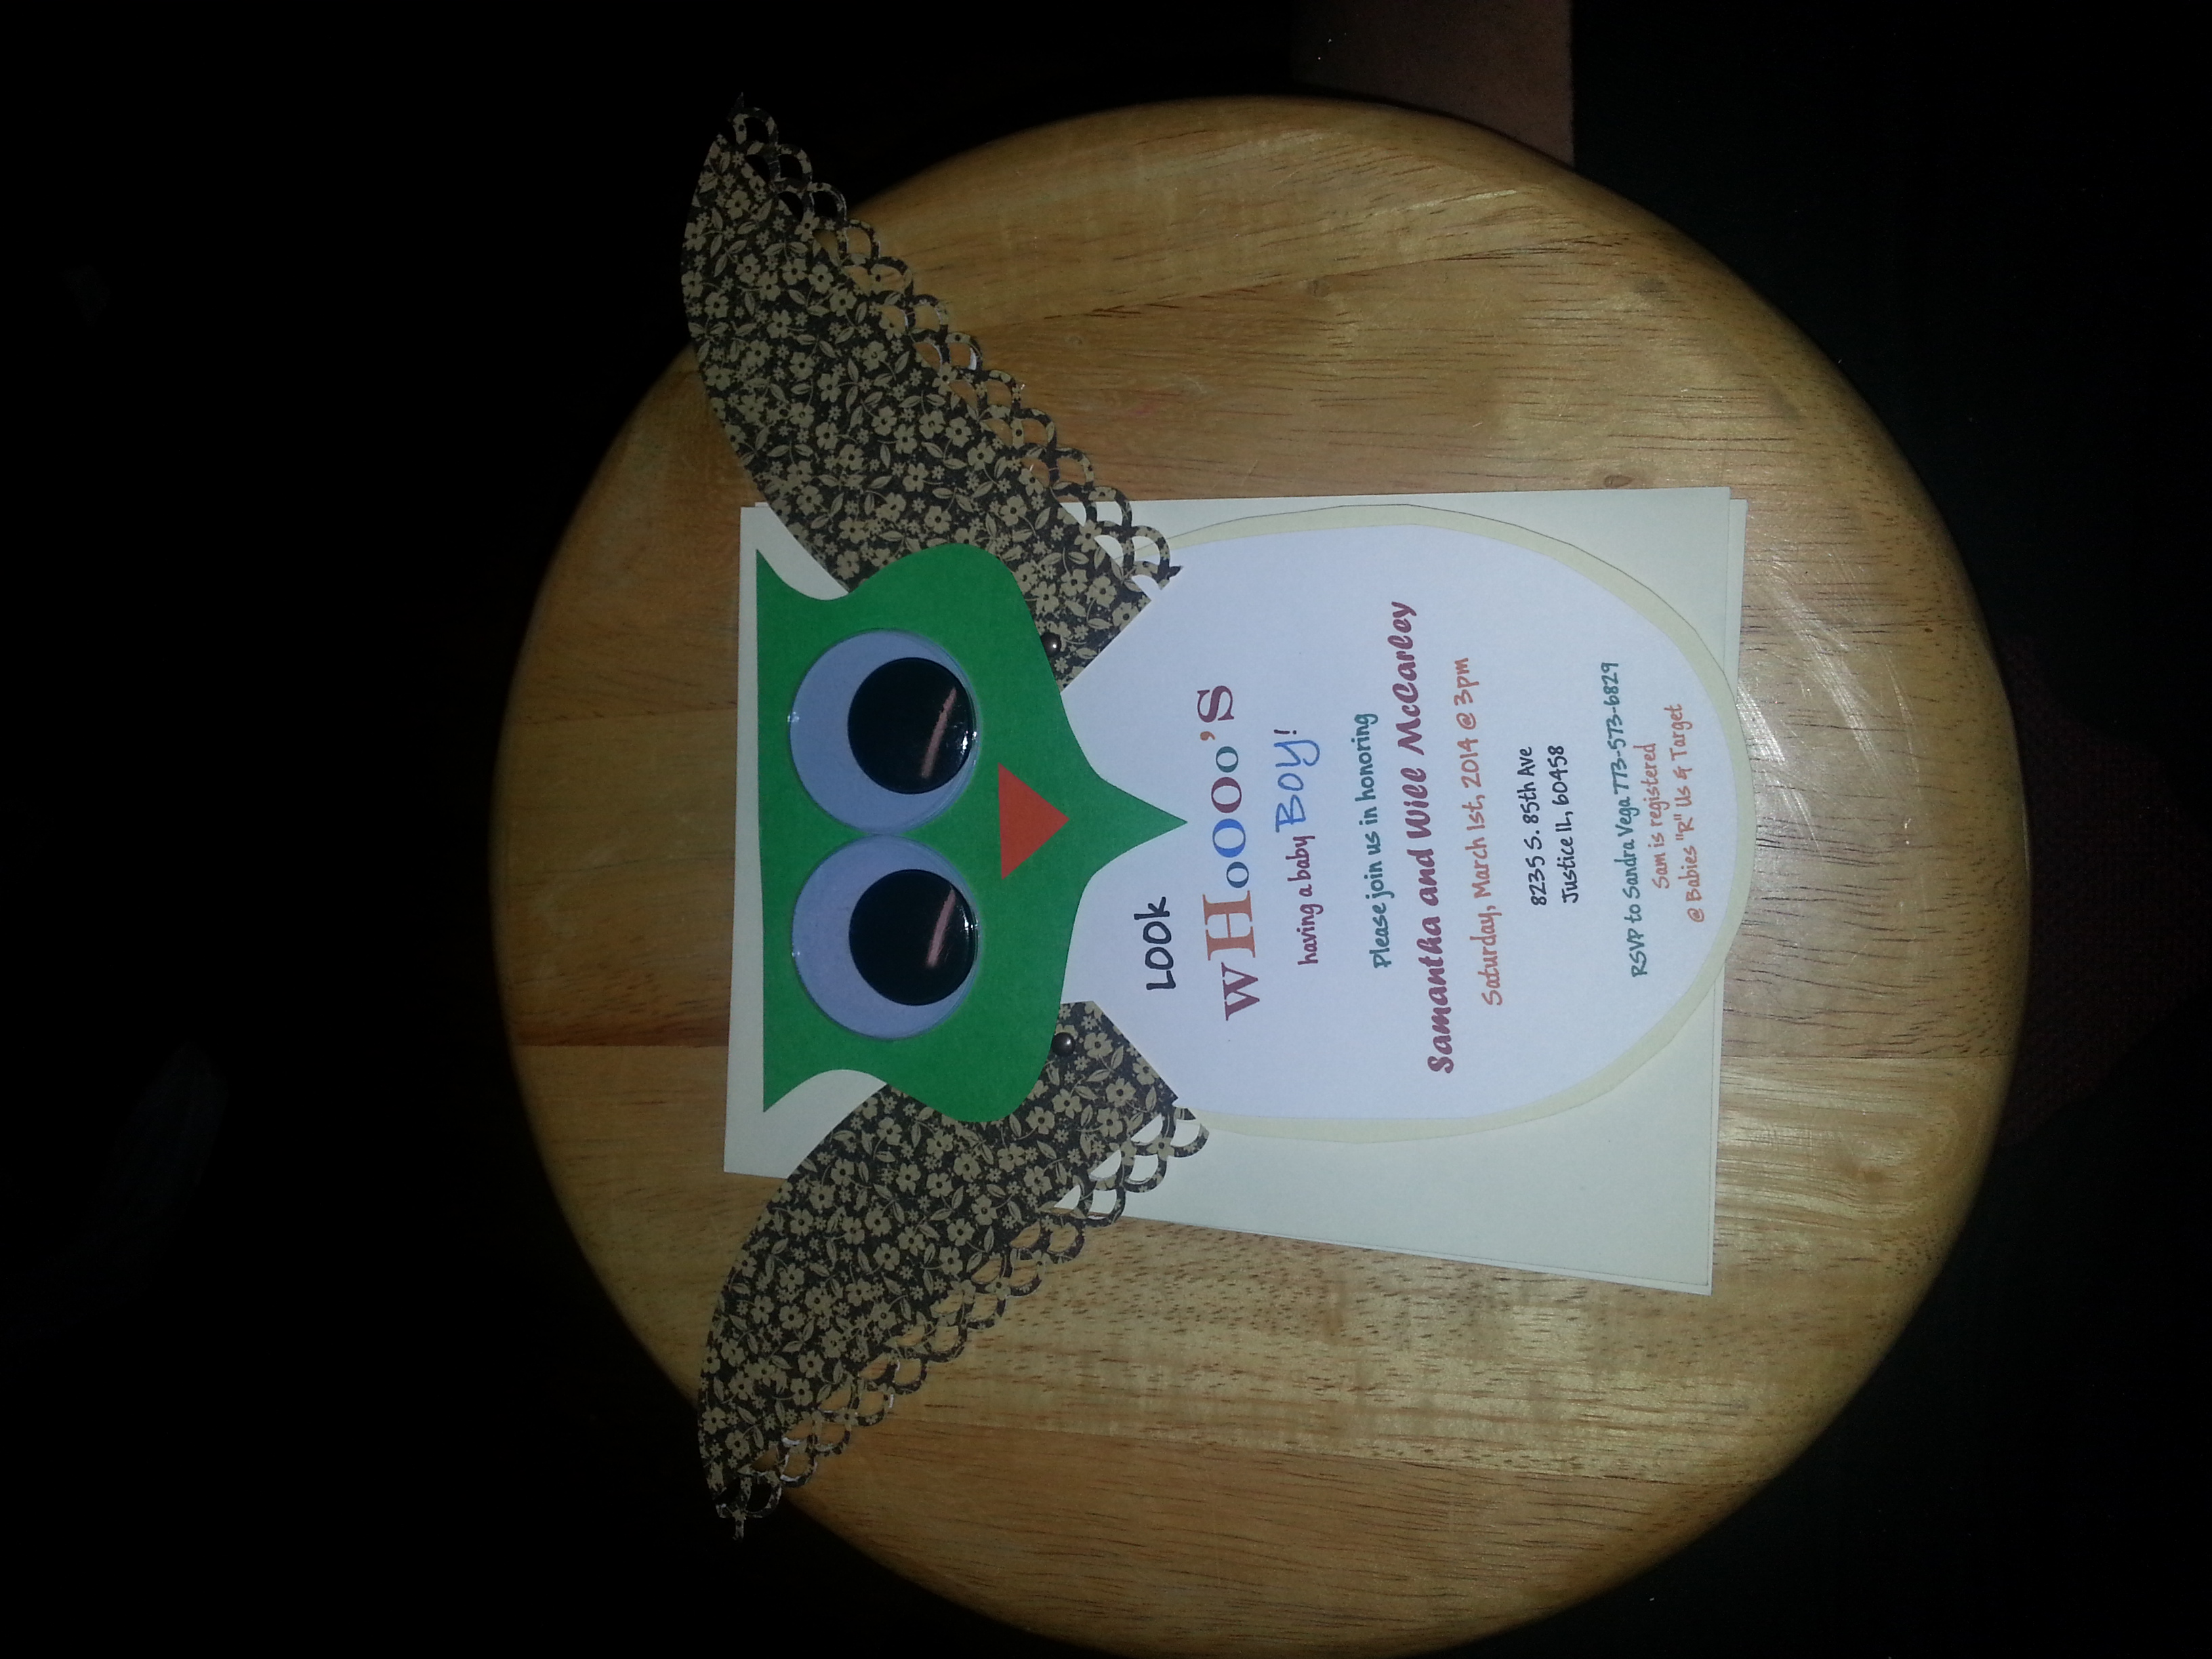 LOOK
wHoOOo'S
having a baby BOY!
Please join us in honoring
Samantha and Will McCarley
Saturday, March 1st, 2014 @ 3pm
8235 S. 85th Ave
Justice IL, 60458
RSVP to Sandra Vega 773-573-6829
Sam is registered
@ Babies "R" Us & Target